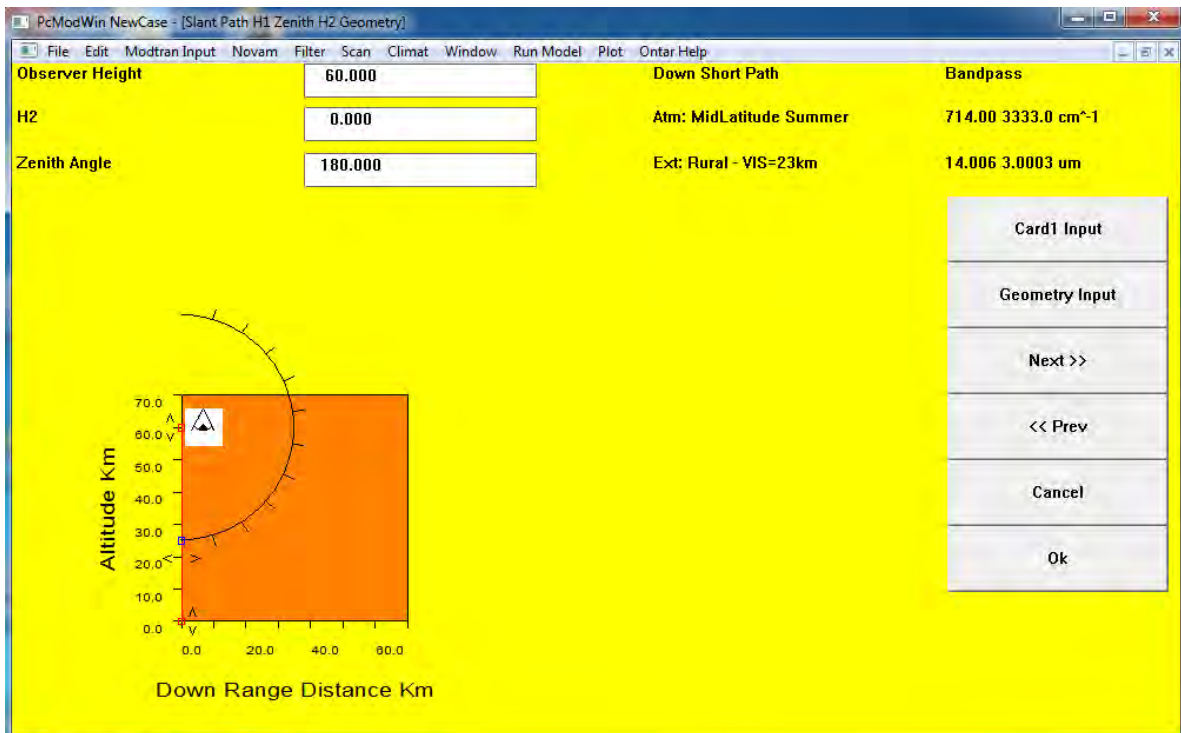 PcModWin NewCase - [Slant Path H1 Zenith H2 Geometry]
File Edit Modtran Input Novam Filter Scan Climat Window Run Model Plot Ontar Help
Observer Height 60.000 Down Short Path Bandpass
H2 0.000 Atm: MidLatitude Summer 714.00 3333.0 cm^-1
Zenith Angle 180.000 Ext: Rural - VIS=23km 14.006 3.0003 um
Card1 Input
Geometry Input
Next >>
<< Prev
Cancel
Ok
70.0
60.0
50.0
40.0
30.0
20.0
10.0
0.0
Altitude Km
0.0 20.0 40.0 60.0
Down Range Distance Km